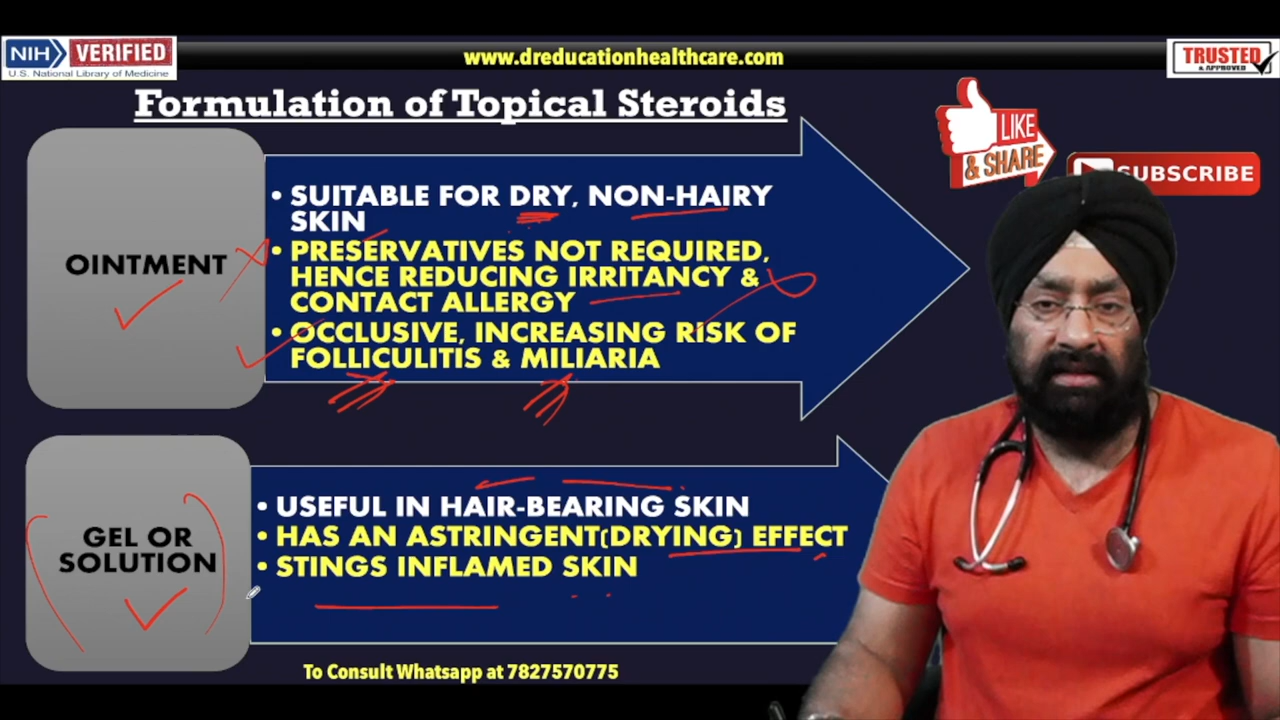 NIH VERIFIED
U.S. National Library of Medicine
www.dreducationhealthcare.com
TRUSTED
& APPROVED
Formulation of Topical Steroids
LIKE
& SHARE
SUBSCRIBE
OINTMENT
• SUITABLE FOR DRY, NON-HAIRY
SKIN
• PRESERVATIVES NOT REQUIRED,
HENCE REDUCING IRRITANCY &
CONTACT ALLERGY
• OCCLUSIVE, INCREASING RISK OF
FOLLICULITIS & MILIARIA
GEL OR
SOLUTION
• USEFUL IN HAIR-BEARING SKIN
• HAS AN ASTRINGENT(DRYING) EFFECT
• STINGS INFLAMED SKIN
To Consult Whatsapp at 7827570775